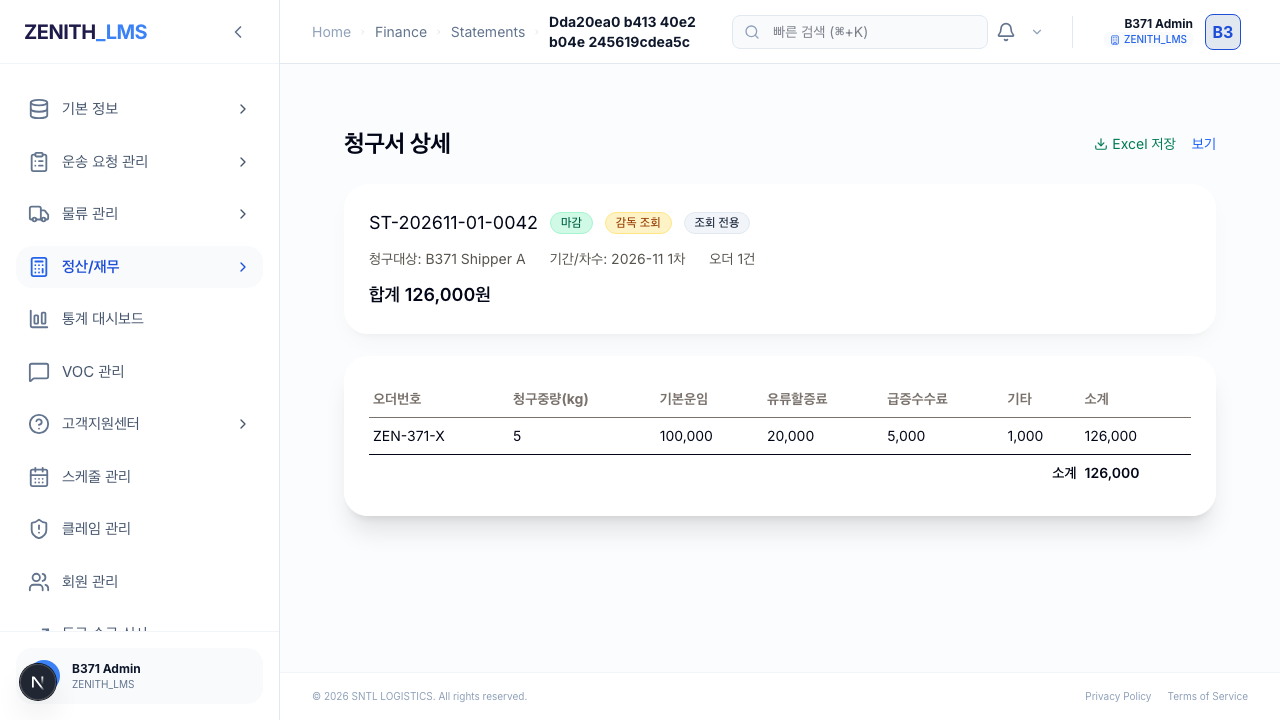 ZENITH_LMS
Home
Finance
Statements
Dda20ea0 b413 40e2
b04e 245619cdea5c
빠른 검색 (⌘+K)
B371 Admin
ZENITH_LMS
B3
기본 정보
운송 요청 관리
물류 관리
정산/재무
통계 대시보드
VOC 관리
고객지원센터
스케줄 관리
클레임 관리
회원 관리
B371 Admin
ZENITH_LMS
N
청구서 상세
Excel 저장
보기
ST-202611-01-0042
마감
감독 조회
조회 전용
청구대상: B371 Shipper A
기간/차수: 2026-11 1차
오더 1건
합계 126,000원
오더번호 청구중량(kg) 기본운임 유류할증료 급증수수료 기타 소계
ZEN-371-X 5 100,000 20,000 5,000 1,000 126,000
소계 126,000
© 2026 SNTL LOGISTICS. All rights reserved.
Privacy Policy
Terms of Service